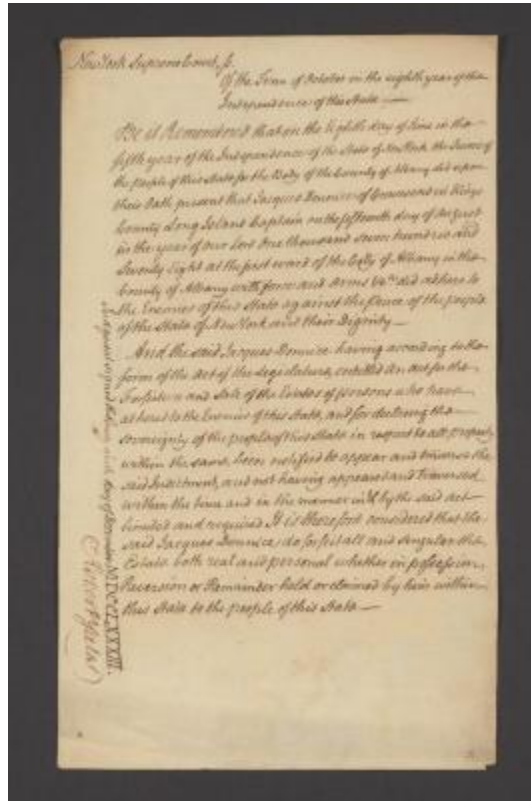 New York Supreme Court, ss.
Of the Term of October in the eighth year of the
Independence of this State —
Be it Remembered that on the Eighth day of June in the
fifth year of the Independence of the State of New York the Jurors of
the people of this State for the Body of the County of Albany did upon
their Oath present that Jacques of in Kings
County Long Island Captain on the fifteenth day of August
in the year of our Lord One thousand seven hundred and
Seventy Eight at the first ward of the City of Albany in the
County of Albany with force and arms &ca. did adhere to
the Enemies of this State against the Peace of the people
of the State of New York and their Dignity —
And the said Jacques having according to the
form of the Act of the Legislature, entitled An act for the
Forfeiture and Sale of the Estates of persons who have
adhered to the Enemies of this State, and for declaring the
sovereignty of the people of this State in respect to all property
within the same, been notified to appear and traverse the
said Indictment, and not having appeared and Traversed
within the time and in the manner in by the said act
limited and required It is therefore considered that the
said Jacques do forfeit all and Singular the
Estate both real and personal whether in possession,
Reversion or Remainder held or claimed by him within
this State to the people of this State —
Judgment signed this day of MDCCLXXXIII.